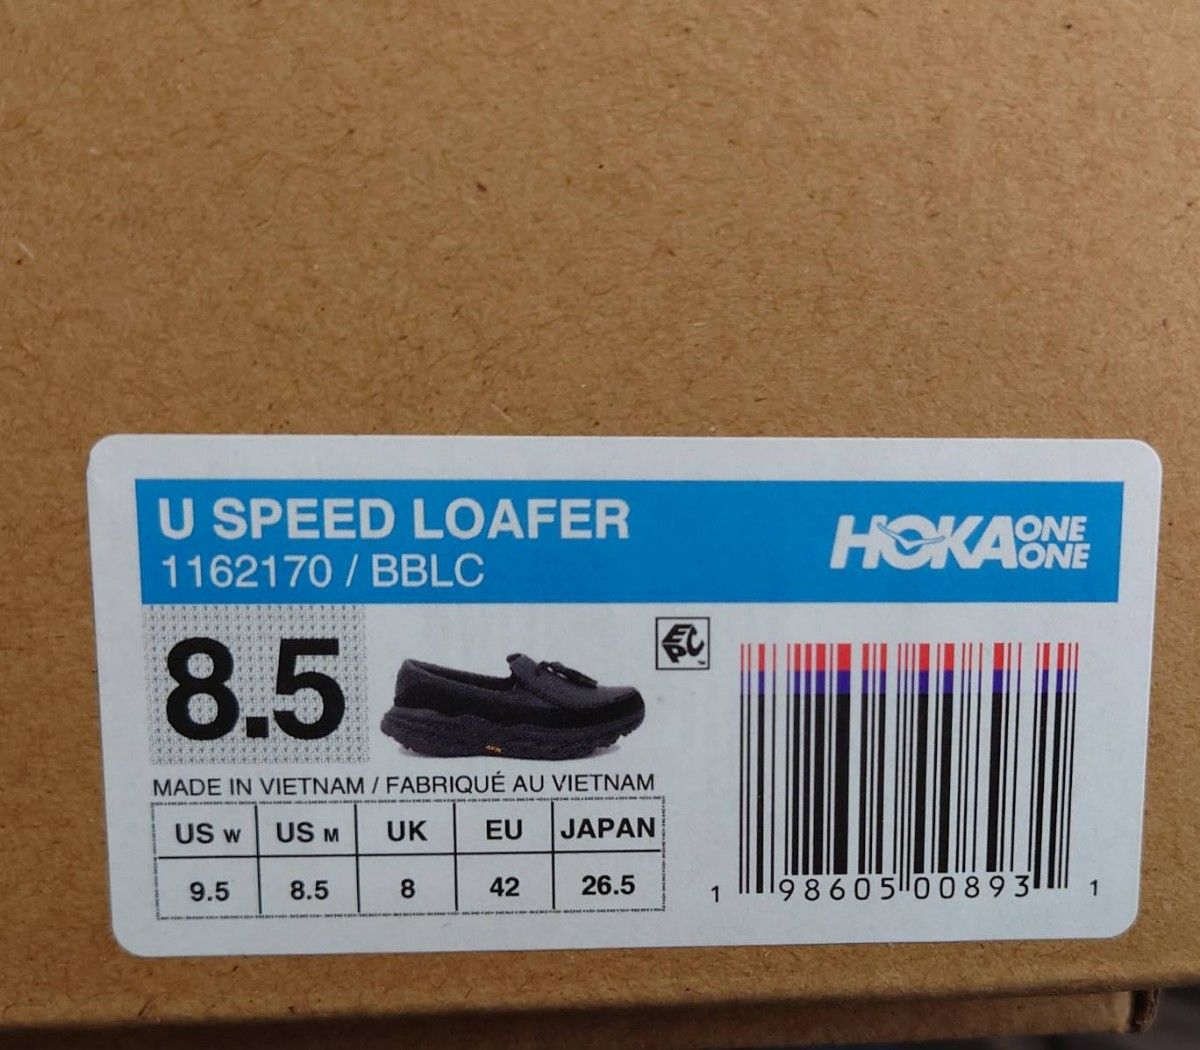 U SPEED LOAFER
1162170 / BBLC
HOKA ONE ONE
8.5
EPC™
MADE IN VIETNAM / FABRIQUÉ AU VIETNAM
US W US M UK EU JAPAN
9.5 8.5 8 42 26.5
1 98605 00893 1